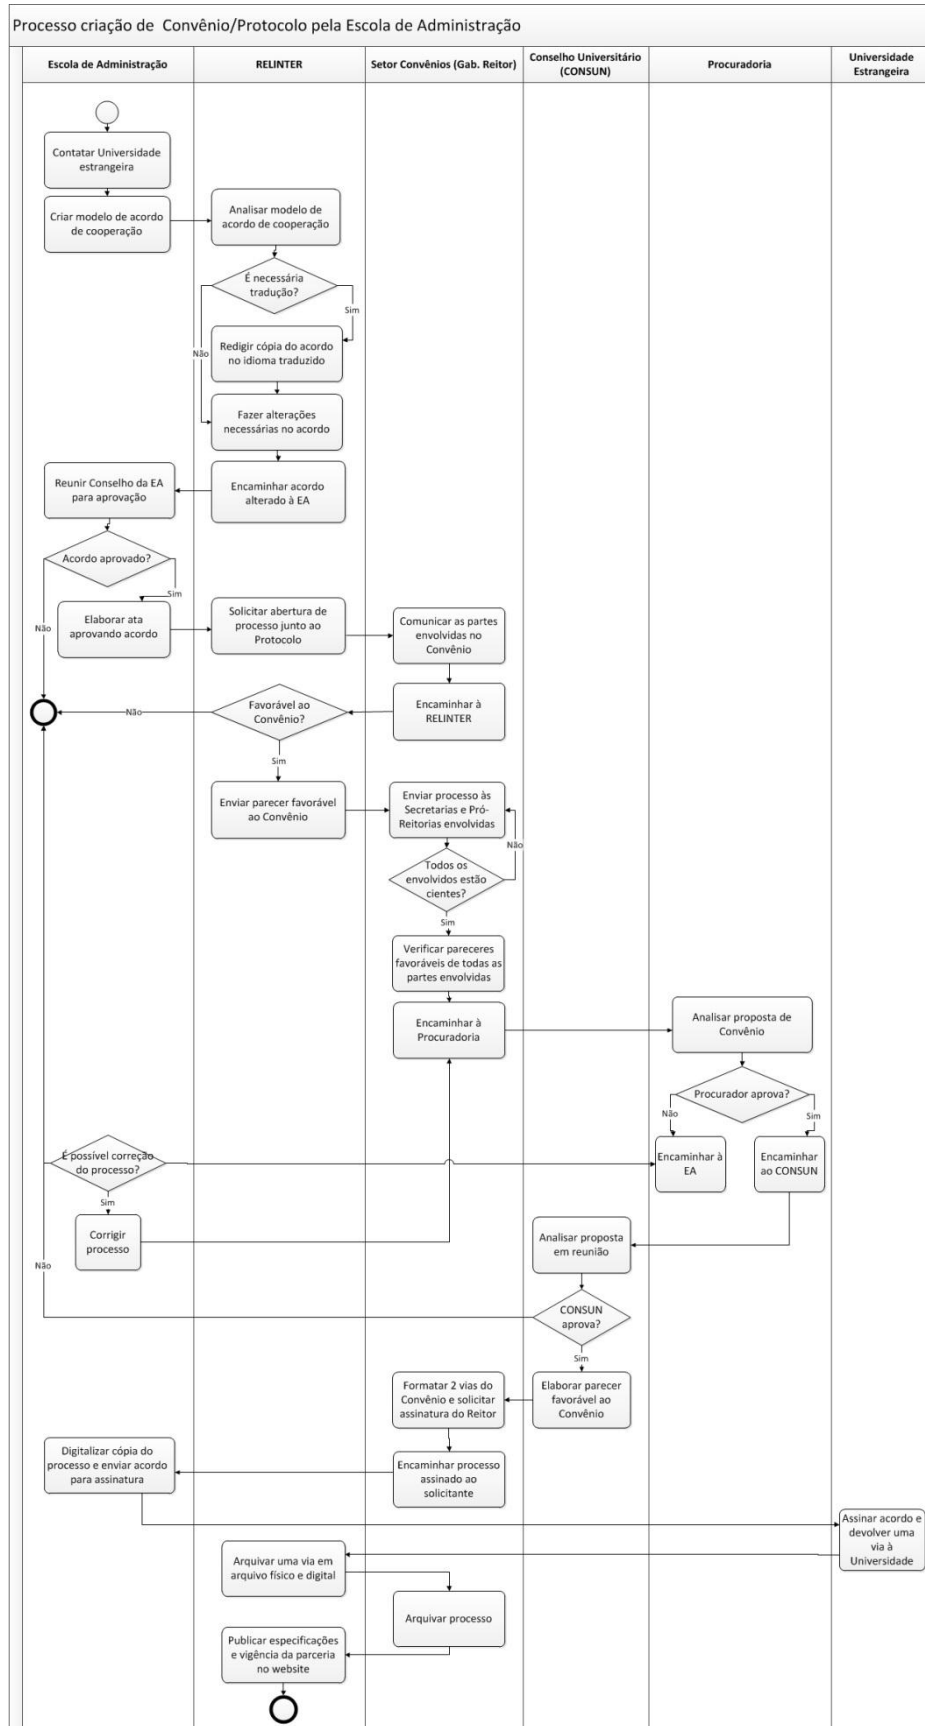 Processo criação de  Convênio/Protocolo pela Escola de Administração
Escola de Administração
RELINTER
Setor Convênios (Gab. Reitor)
Conselho Universitário
(CONSUN)
Procuradoria
Universidade
Estrangeira
Contatar Universidade
estrangeira
Criar modelo de acordo
de cooperação
Analisar modelo de
acordo de cooperação
É necessária
tradução?
Sim
Não
Redigir cópia do acordo
no idioma traduzido
Fazer alterações
necessárias no acordo
Encaminhar acordo
alterado à EA
Reunir Conselho da EA
para aprovação
Acordo aprovado?
Sim
Não
Elaborar ata
aprovando acordo
Solicitar abertura de
processo junto ao
Protocolo
Comunicar as partes
envolvidas no
Convênio
Encaminhar à
RELINTER
Favorável ao
Convênio?
Não
Sim
Enviar parecer favorável
ao Convênio
Enviar processo às
Secretarias e Pró-
Reitorias envolvidas
Não
Todos os
envolvidos estão
cientes?
Sim
Verificar pareceres
favoráveis de todas as
partes envolvidas
Encaminhar à
Procuradoria
Analisar proposta de
Convênio
Procurador aprova?
Não
Sim
Encaminhar à
EA
Encaminhar
ao CONSUN
É possível correção
do processo?
Sim
Corrigir
processo
Não
Analisar proposta
em reunião
CONSUN
aprova?
Sim
Elaborar parecer
favorável ao
Convênio
Formatar 2 vias do
Convênio e solicitar
assinatura do Reitor
Encaminhar processo
assinado ao
solicitante
Digitalizar cópia do
processo e enviar acordo
para assinatura
Assinar acordo e
devolver uma
via à
Universidade
Arquivar uma via em
arquivo físico e digital
Arquivar processo
Publicar especificações
e vigência da parceria
no website